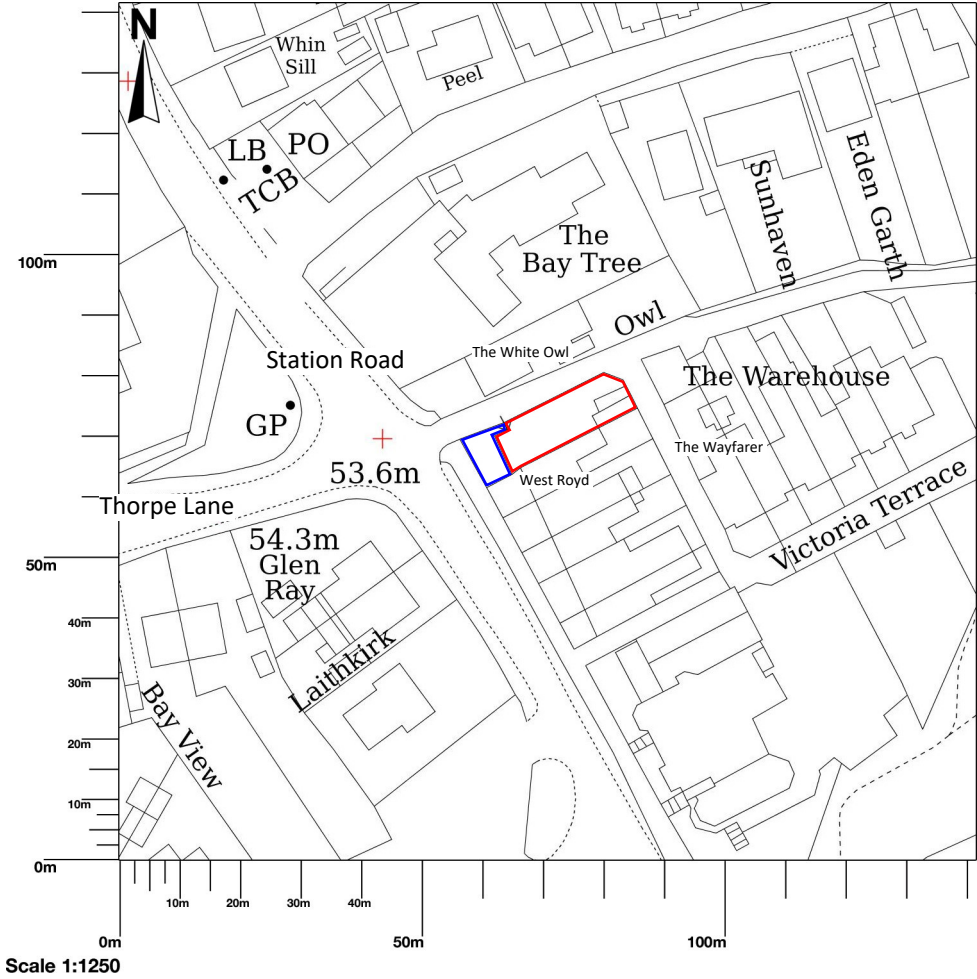 N
Whin
Sill
Peel
LB
PO
TCB
The
Bay Tree
Sunhaven
Eden Garth
100m
Owl
Station Road
The White Owl
The Warehouse
GP
The Wayfarer
53.6m
West Royd
Thorpe Lane
Victoria Terrace
54.3m
Glen
Ray
50m
40m
Laithkirk
30m
Bay View
20m
10m
0m
10m
20m
30m
40m
0m
50m
100m
Scale 1:1250